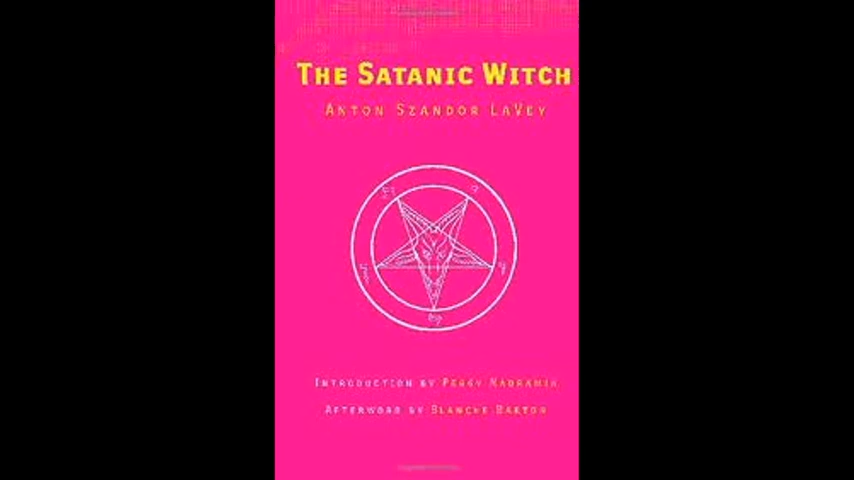 THE SATANIC WITCH
ANTON SZANDOR LAVEY
INTRODUCTION BY PEGGY NADRAMIA
AFTERWORD BY BLANCHE BARTON